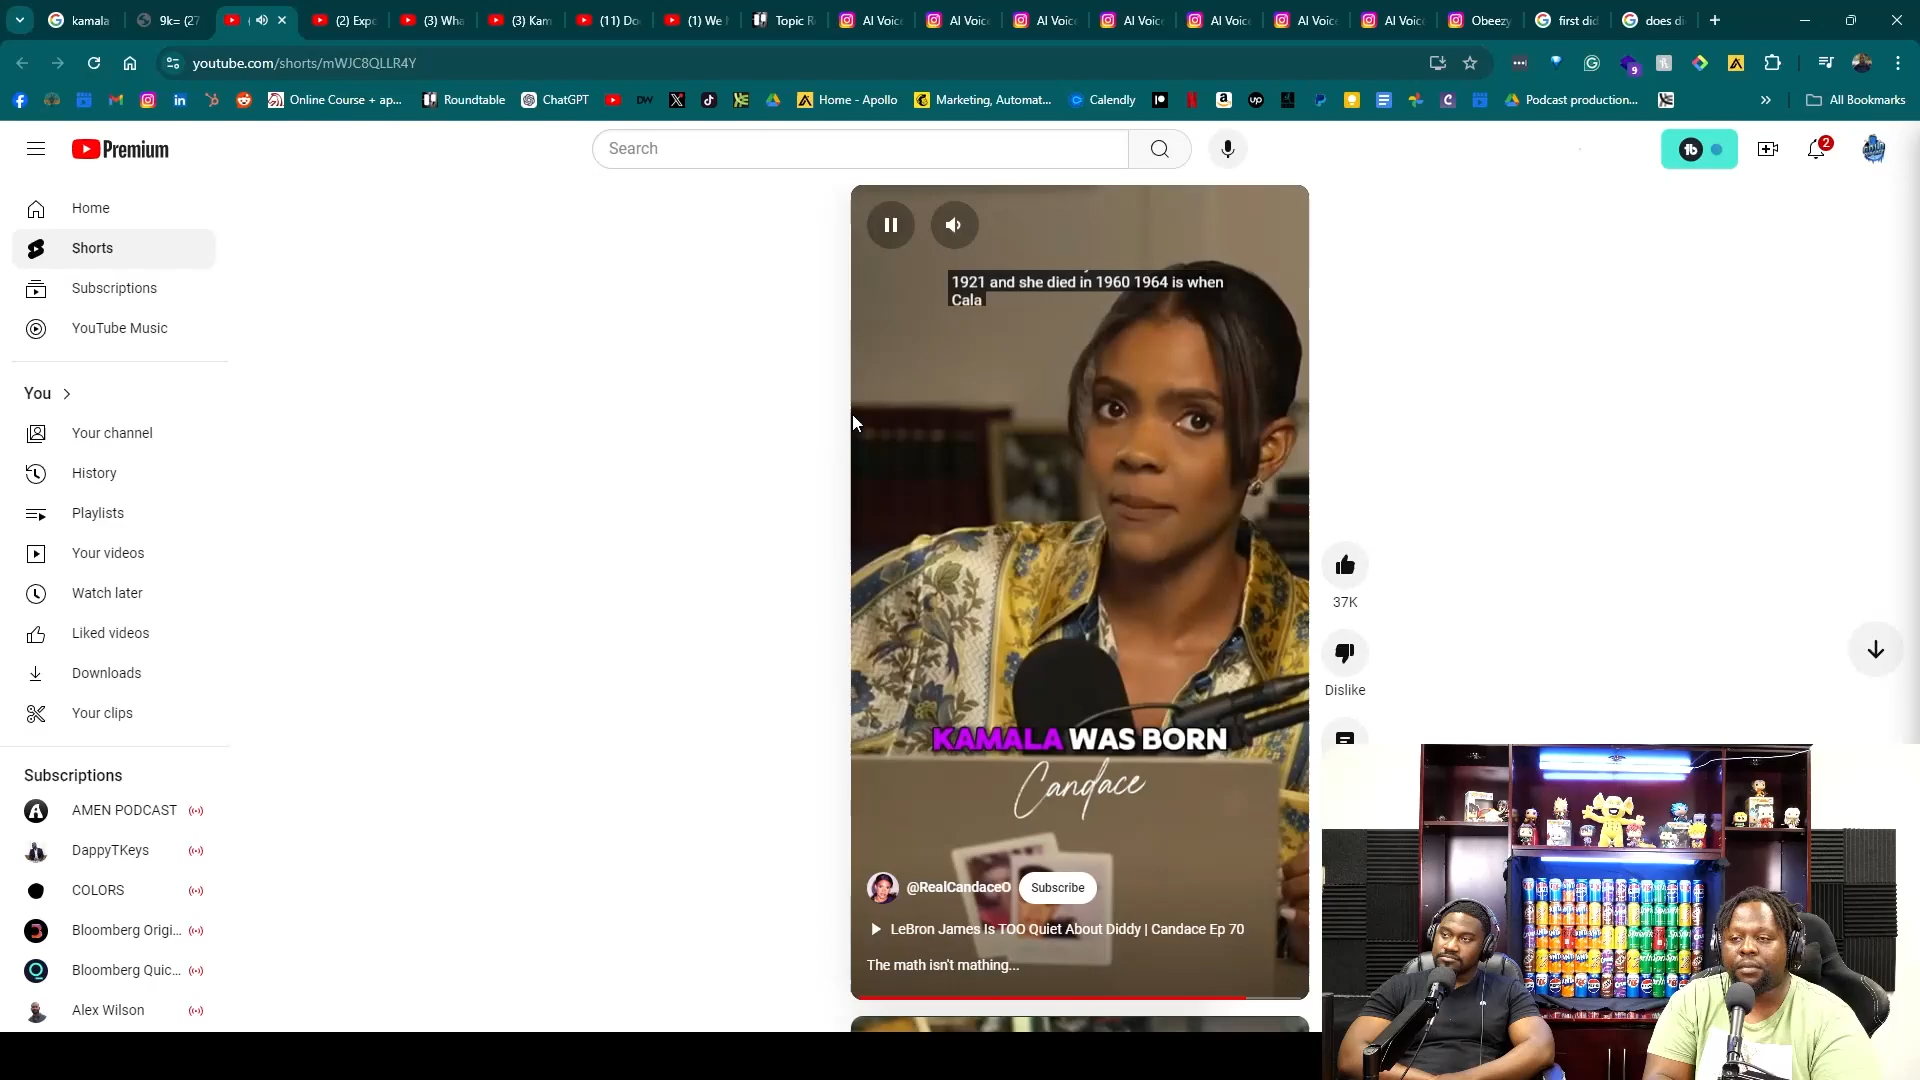 kamala
9k= (27
(2) Exp
(3) Wha
(3) Kam
(11) Do
(1) We
Topic R
AI Voic
AI Voic
AI Voic
AI Voic
AI Voic
AI Voic
AI Voic
Obeezy
first did
does di
youtube.com/shorts/mWJC8QLLR4Y
9
Online Course + ap...
Roundtable
ChatGPT
Home - Apollo
Marketing, Automat...
Calendly
Podcast production...
All Bookmarks
Premium
Search
2
Home
Shorts
Subscriptions
YouTube Music
You
Your channel
History
Playlists
Your videos
Watch later
Liked videos
Downloads
Your clips
Subscriptions
AMEN PODCAST
DappyTKeys
COLORS
Bloomberg Origi...
Bloomberg Quic...
Alex Wilson
1921 and she died in 1960 1964 is when
Cala
KAMALA WAS BORN
Candace
@RealCandaceO
Subscribe
LeBron James Is TOO Quiet About Diddy | Candace Ep 70
The math isn't mathing...
37K
Dislike